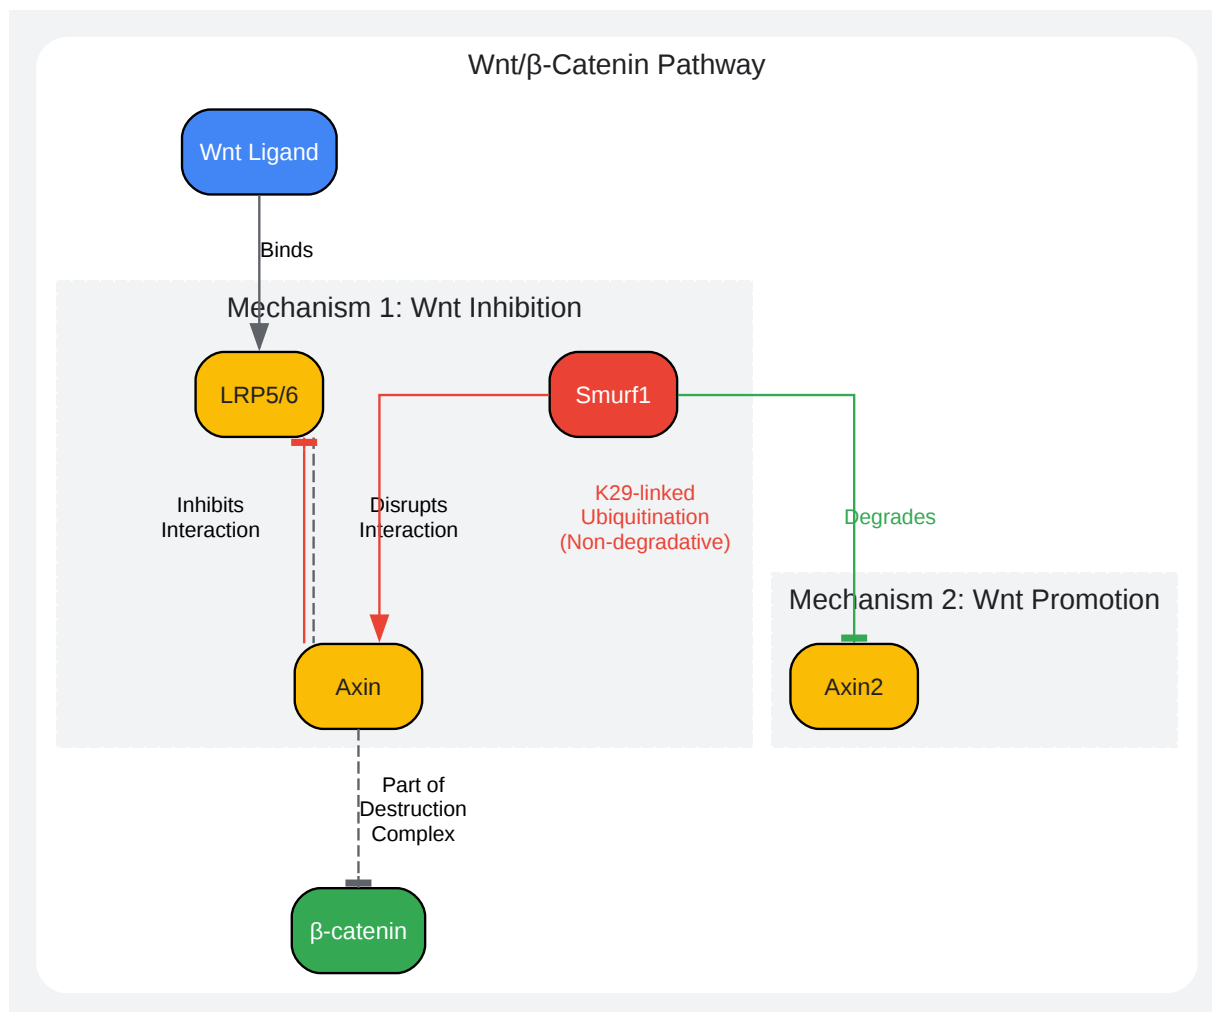 Wnt/β-Catenin Pathway
Wnt Ligand
Binds
Mechanism 1: Wnt Inhibition
LRP5/6
Smurf1
Inhibits
Interaction
Disrupts
Interaction
K29-linked
Ubiquitination
(Non-degradative)
Degrades
Mechanism 2: Wnt Promotion
Axin
Axin2
Part of
Destruction
Complex
β-catenin